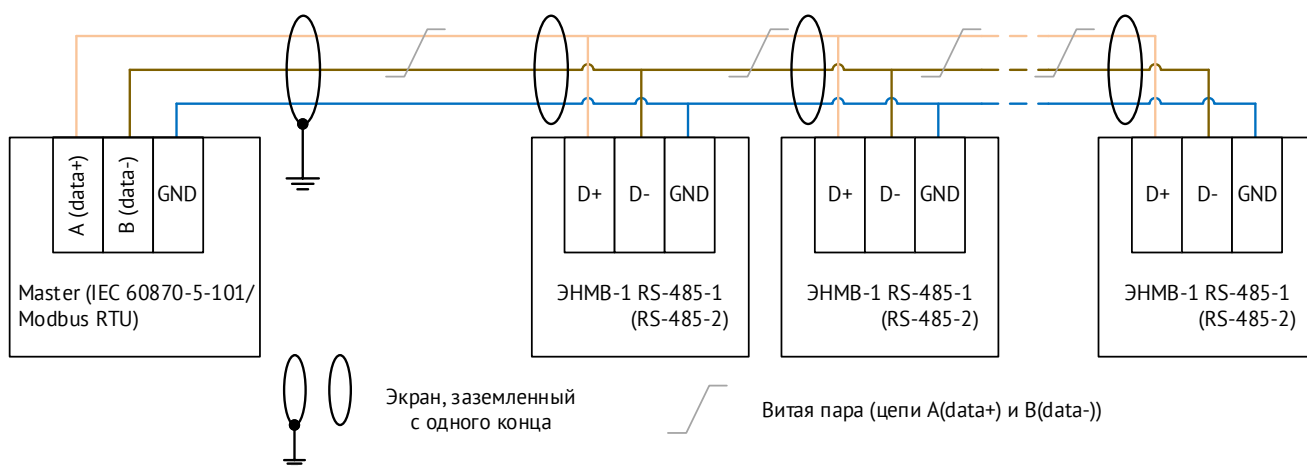 A (data+)
B (data-)
GND
Master (IEC 60870-5-101/
Modbus RTU)
D+
D-
GND
ЭНМВ-1 RS-485-1
(RS-485-2)
D+
D-
GND
ЭНМВ-1 RS-485-1
(RS-485-2)
D+
D-
GND
ЭНМВ-1 RS-485-1
(RS-485-2)
Экран, заземленный
с одного конца
Витая пара (цепи A(data+) и B(data-))